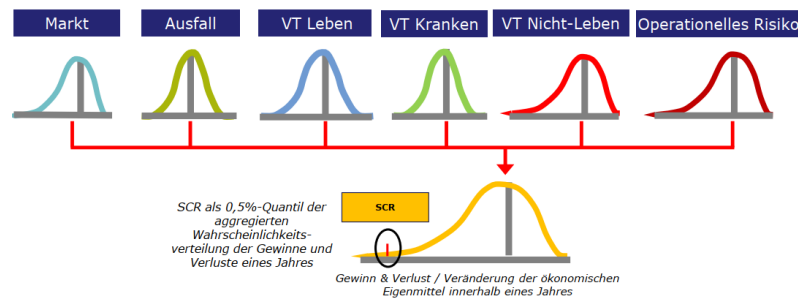 Markt
Ausfall
VT Leben
VT Kranken
VT Nicht-Leben
Operationelles Risiko
SCR als 0,5%-Quantil der
aggregierten
Wahrscheinlichkeits-
verteilung der Gewinne und
Verluste eines Jahres
SCR
Gewinn & Verlust / Veränderung der ökonomischen
Eigenmittel innerhalb eines Jahres